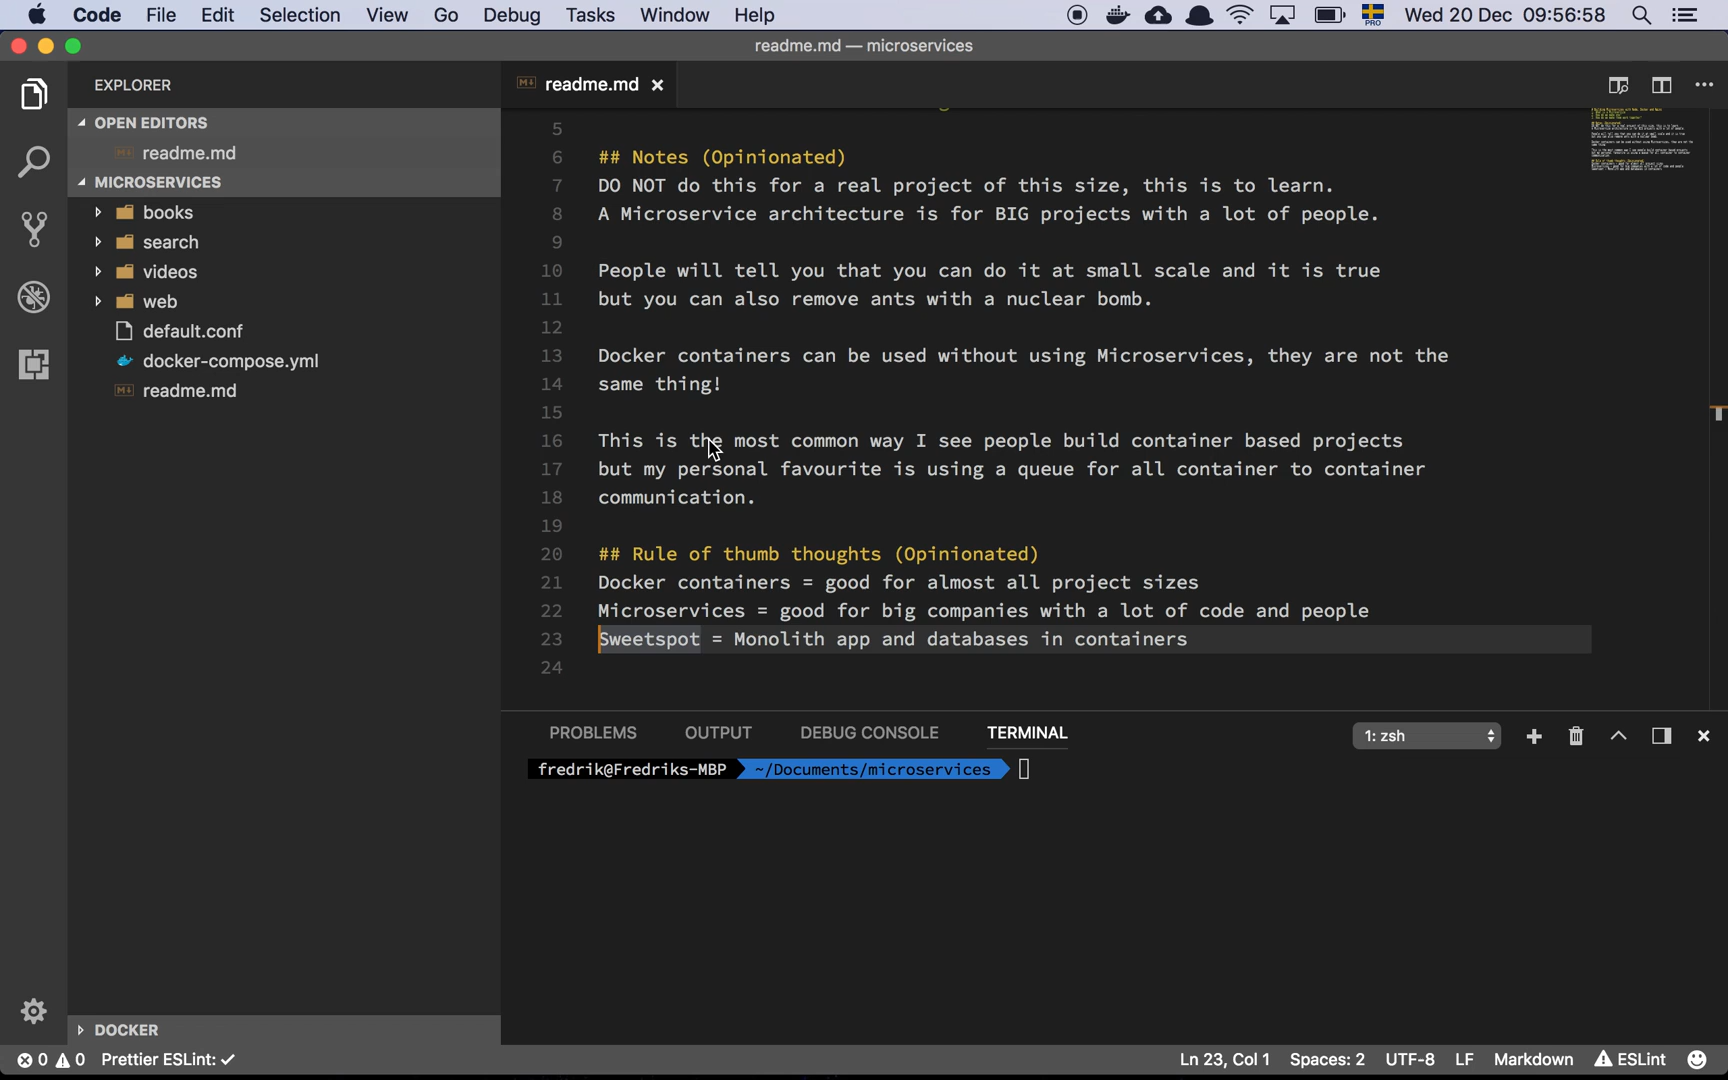 Code File Edit Selection View Go Debug Tasks Window Help PRO Wed 20 Dec 09:56:58
readme.md — microservices
EXPLORER
OPEN EDITORS
readme.md
MICROSERVICES
books
search
videos
web
default.conf
docker-compose.yml
readme.md
DOCKER
readme.md
5
6 ## Notes (Opinionated)
7 DO NOT do this for a real project of this size, this is to learn.
8 A Microservice architecture is for BIG projects with a lot of people.
9
10 People will tell you that you can do it at small scale and it is true
11 but you can also remove ants with a nuclear bomb.
12
13 Docker containers can be used without using Microservices, they are not the
14 same thing!
15
16 This is the most common way I see people build container based projects
17 but my personal favourite is using a queue for all container to container
18 communication.
19
20 ## Rule of thumb thoughts (Opinionated)
21 Docker containers = good for almost all project sizes
22 Microservices = good for big companies with a lot of code and people
23 Sweetspot = Monolith app and databases in containers
24
PROBLEMS OUTPUT DEBUG CONSOLE TERMINAL 1: zsh
fredrik@Fredriks-MBP ~/Documents/microservices
0 0 Prettier ESLint: ✓ Ln 23, Col 1 Spaces: 2 UTF-8 LF Markdown ESLint